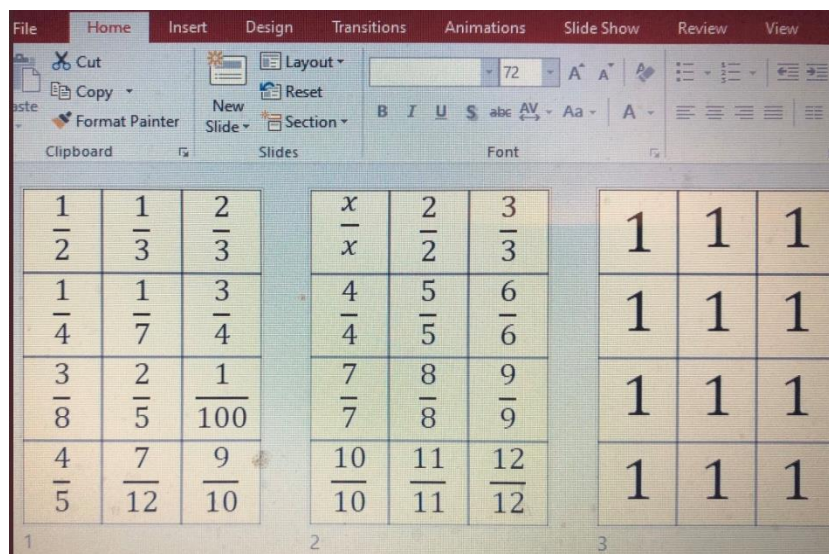 File Home Insert Design Transitions Animations Slide Show Review View
Cut
Copy
Format Painter
New
Slide
Layout
Reset
Section
72
A A
B I U S abc AV Aa A
Clipboard Slides Font
1/2 1/3 2/3
1/4 1/7 3/4
3/8 2/5 1/100
4/5 7/12 9/10
1
x/x 2/2 3/3
4/4 5/5 6/6
7/7 8/8 9/9
10/10 11/11 12/12
2
1 1 1
1 1 1
1 1 1
1 1 1
3